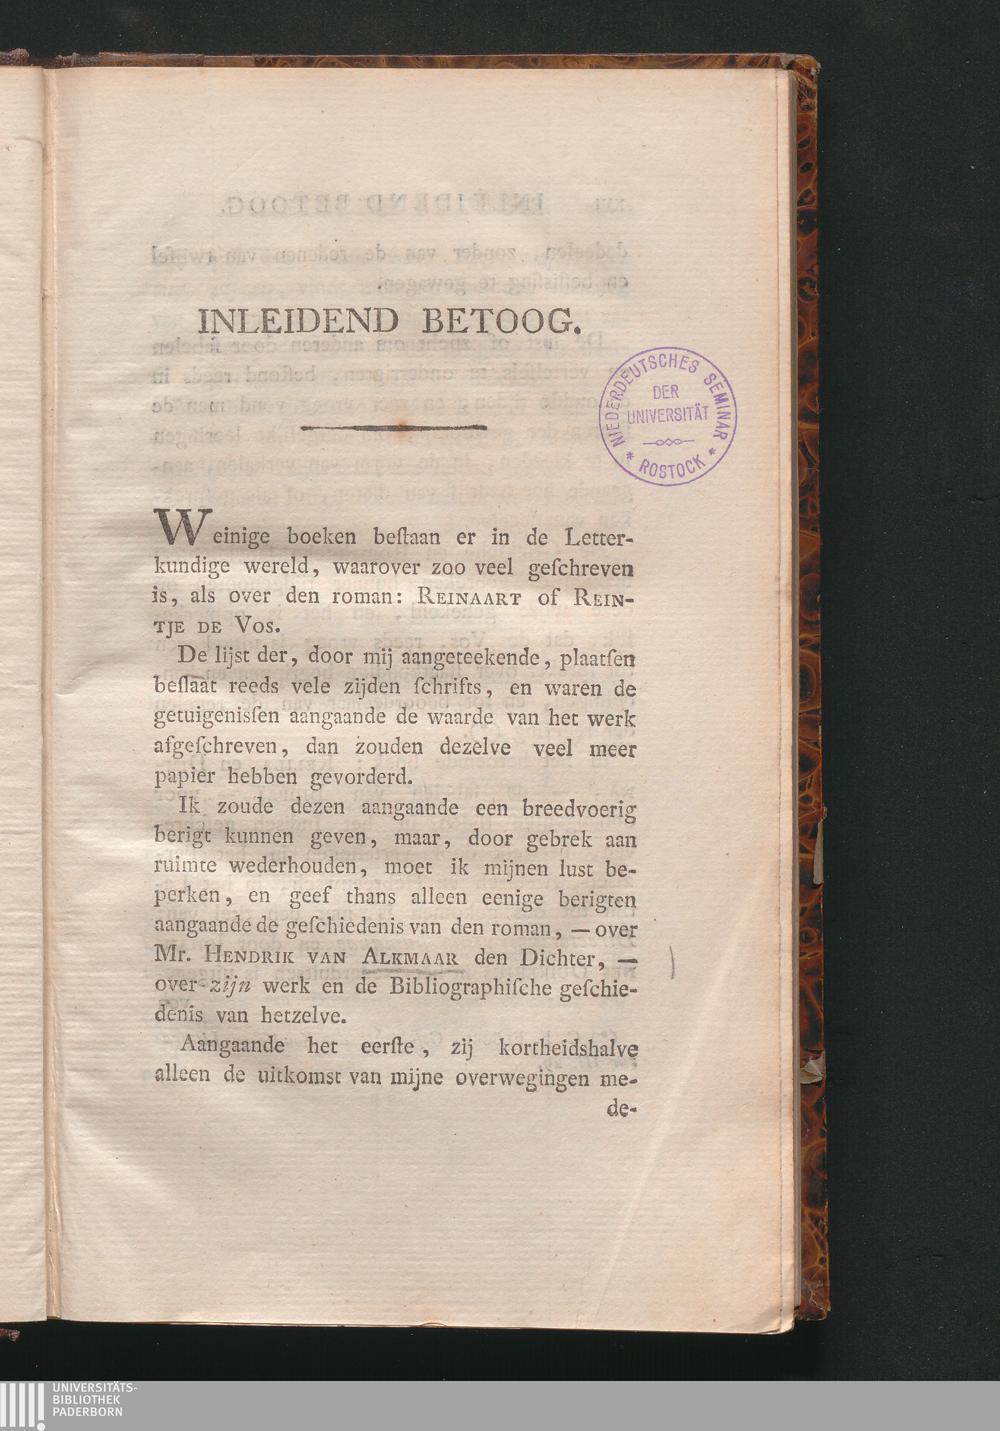 INLEIDEND BETOOG.
NIEDERDEUTSCHES SEMINAR
DER
UNIVERSITÄT
* ROSTOCK *
Weinige boeken beſtaan er in de Letter-
kundige wereld, waarover zoo veel geſchreven
is, als over den roman: REINAART of REIN-
TJE DE VOS.
De lijst der, door mij aangeteekende, plaatſen
beſlaat reeds vele zijden ſchrifts, en waren de
getuigenisſen aangaande de waarde van het werk
afgeſchreven, dan zouden dezelve veel meer
papier hebben gevorderd.
Ik zoude dezen aangaande een breedvoerig
berigt kunnen geven, maar, door gebrek aan
ruimte wederhouden, moet ik mijnen lust be-
perken, en geef thans alleen eenige berigten
aangaande de geſchiedenis van den roman, — over
Mr. HENDRIK VAN ALKMAAR den Dichter, —
over zijn werk en de Bibliographiſche geſchie-
denis van hetzelve.
Aangaande het eerſte, zij kortheidshalve
alleen de uitkomst van mijne overwegingen me-
de-
UNIVERSITÄTS-
BIBLIOTHEK
PADERBORN